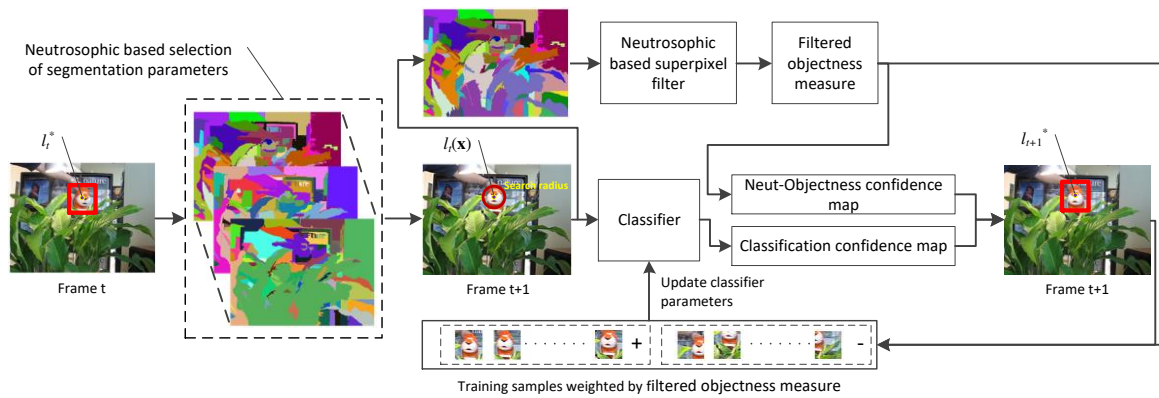 Neutrosophic based selection
of segmentation parameters
l_t^*
Frame t
Neutrosophic
based superpixel
filter
Filtered
objectness
measure
l_t(x)
Search radius
Frame t+1
Classifier
Neut-Objectness confidence
map
Classification confidence map
l_{t+1}^*
Frame t+1
Update classifier
parameters
· · · · · · · · +
· · · · · · · · -
Training samples weighted by filtered objectness measure